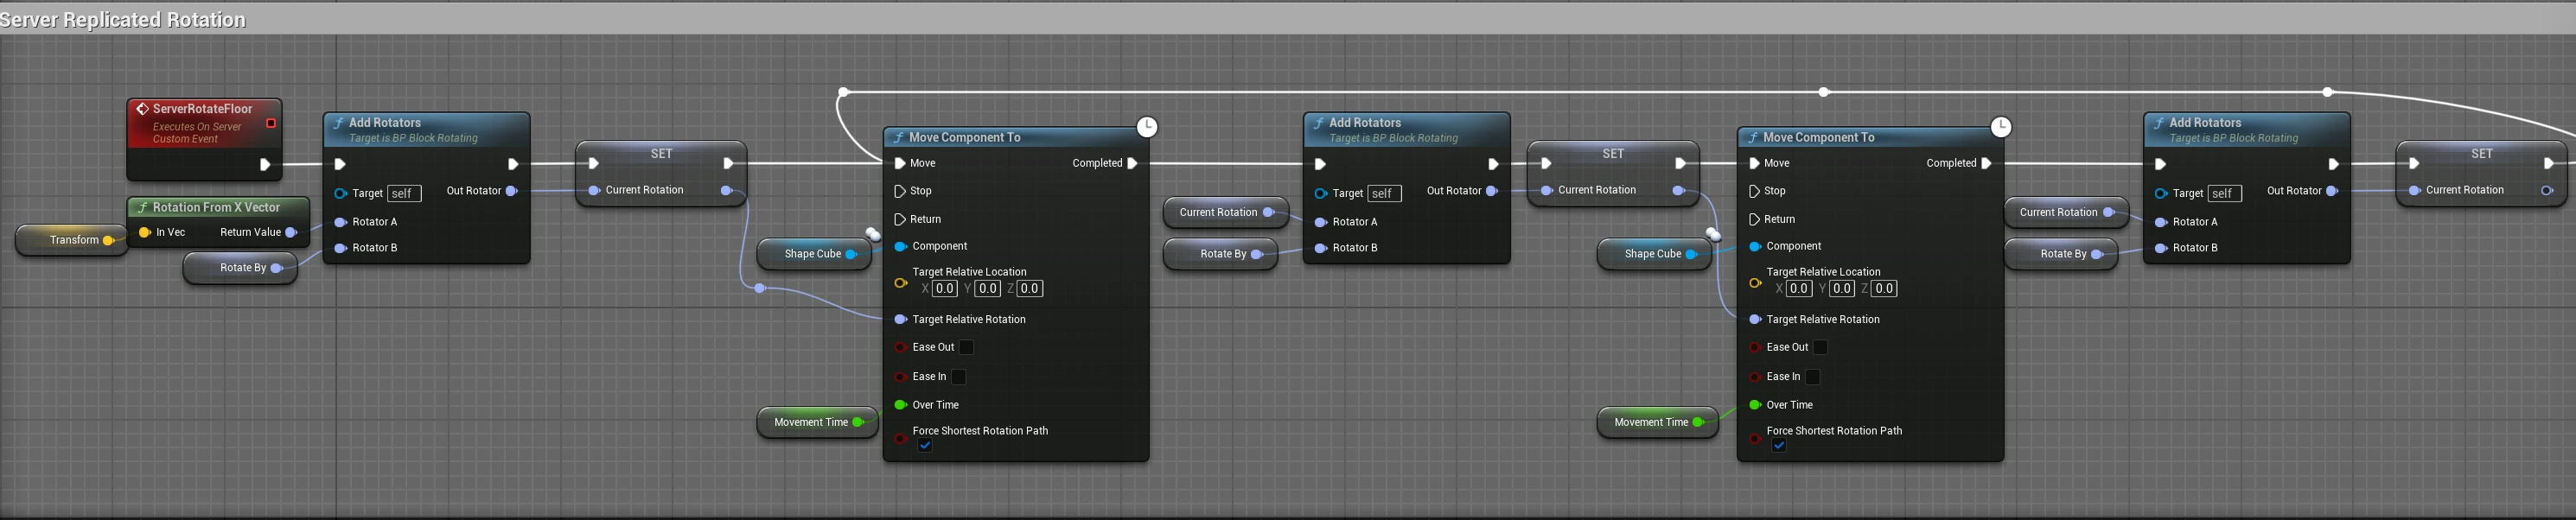 Server Replicated Rotation
ServerRotateFloor
Executes On Server
Custom Event
Transform
f Rotation From X Vector
In Vec Return Value
Rotate By
f Add Rotators
Target is BP Block Rotating
Target self Out Rotator
Rotator A
Rotator B
SET
Current Rotation
Shape Cube
Movement Time
f Move Component To
Move Completed
Stop
Return
Component
Target Relative Location
X 0.0 Y 0.0 Z 0.0
Target Relative Rotation
Ease Out
Ease In
Over Time
Force Shortest Rotation Path
Current Rotation
Rotate By
f Add Rotators
Target is BP Block Rotating
Target self Out Rotator
Rotator A
Rotator B
SET
Current Rotation
Shape Cube
Movement Time
f Move Component To
Move Completed
Stop
Return
Component
Target Relative Location
X 0.0 Y 0.0 Z 0.0
Target Relative Rotation
Ease Out
Ease In
Over Time
Force Shortest Rotation Path
Current Rotation
Rotate By
f Add Rotators
Target is BP Block Rotating
Target self Out Rotator
Rotator A
Rotator B
SET
Current Rotation